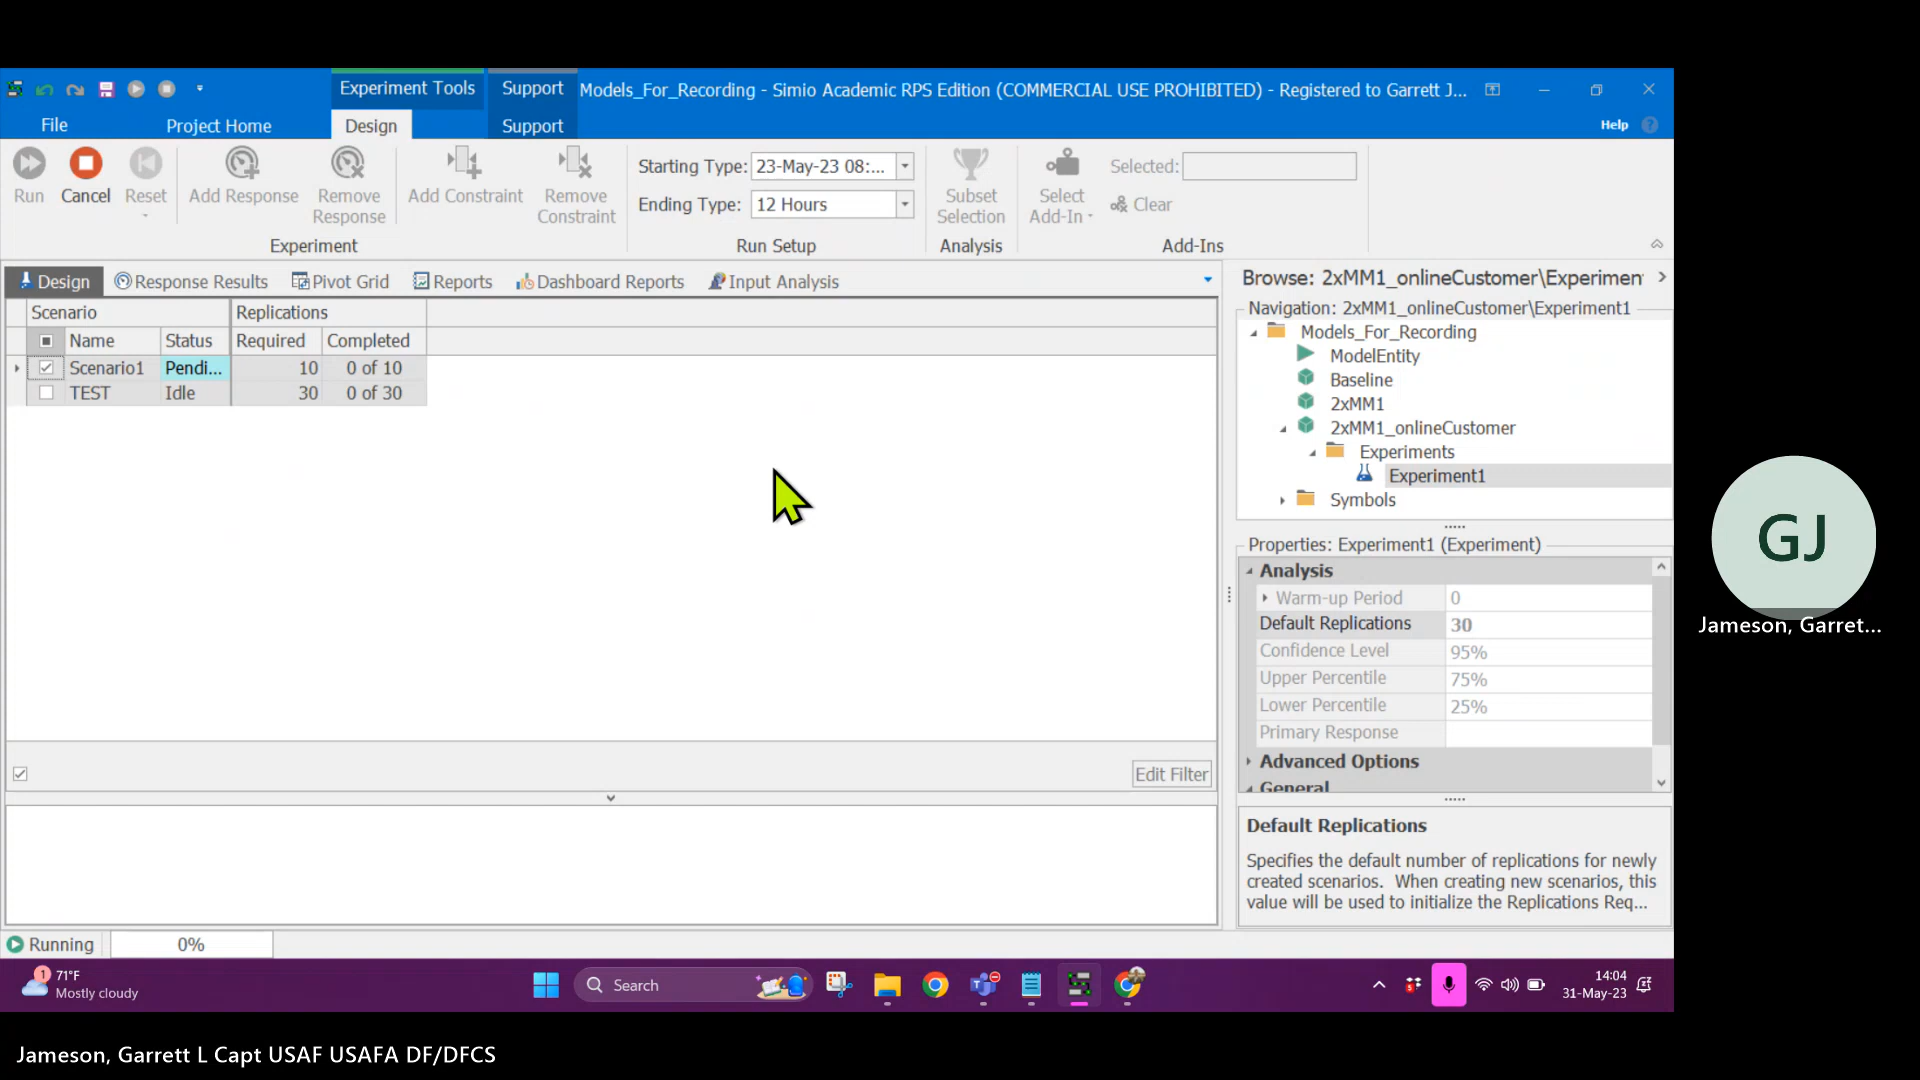 Experiment Tools
Support
Models_For_Recording - Simio Academic RPS Edition (COMMERCIAL USE PROHIBITED) - Registered to Garrett J...
File
Project Home
Design
Support
Help
Run
Cancel
Reset
Add Response
Remove Response
Add Constraint
Remove Constraint
Experiment
Starting Type: 23-May-23 08:...
Ending Type: 12 Hours
Run Setup
Subset Selection
Analysis
Select Add-In
Selected:
Clear
Add-Ins
Design
Response Results
Pivot Grid
Reports
Dashboard Reports
Input Analysis
Scenario
Replications
Name
Status
Required
Completed
Scenario1 Pendi... 10 0 of 10
TEST Idle 30 0 of 30
Edit Filter
Running
0%
Browse: 2xMM1_onlineCustomer\Experimen
Navigation: 2xMM1_onlineCustomer\Experiment1
Models_For_Recording
ModelEntity
Baseline
2xMM1
2xMM1_onlineCustomer
Experiments
Experiment1
Symbols
Properties: Experiment1 (Experiment)
Analysis
Warm-up Period 0
Default Replications 30
Confidence Level 95%
Upper Percentile 75%
Lower Percentile 25%
Primary Response
Advanced Options
General
Default Replications
Specifies the default number of replications for newly
created scenarios. When creating new scenarios, this
value will be used to initialize the Replications Req...
1
71°F
Mostly cloudy
Search
14:04
31-May-23
GJ
Jameson, Garret...
Jameson, Garrett L Capt USAF USAFA DF/DFCS